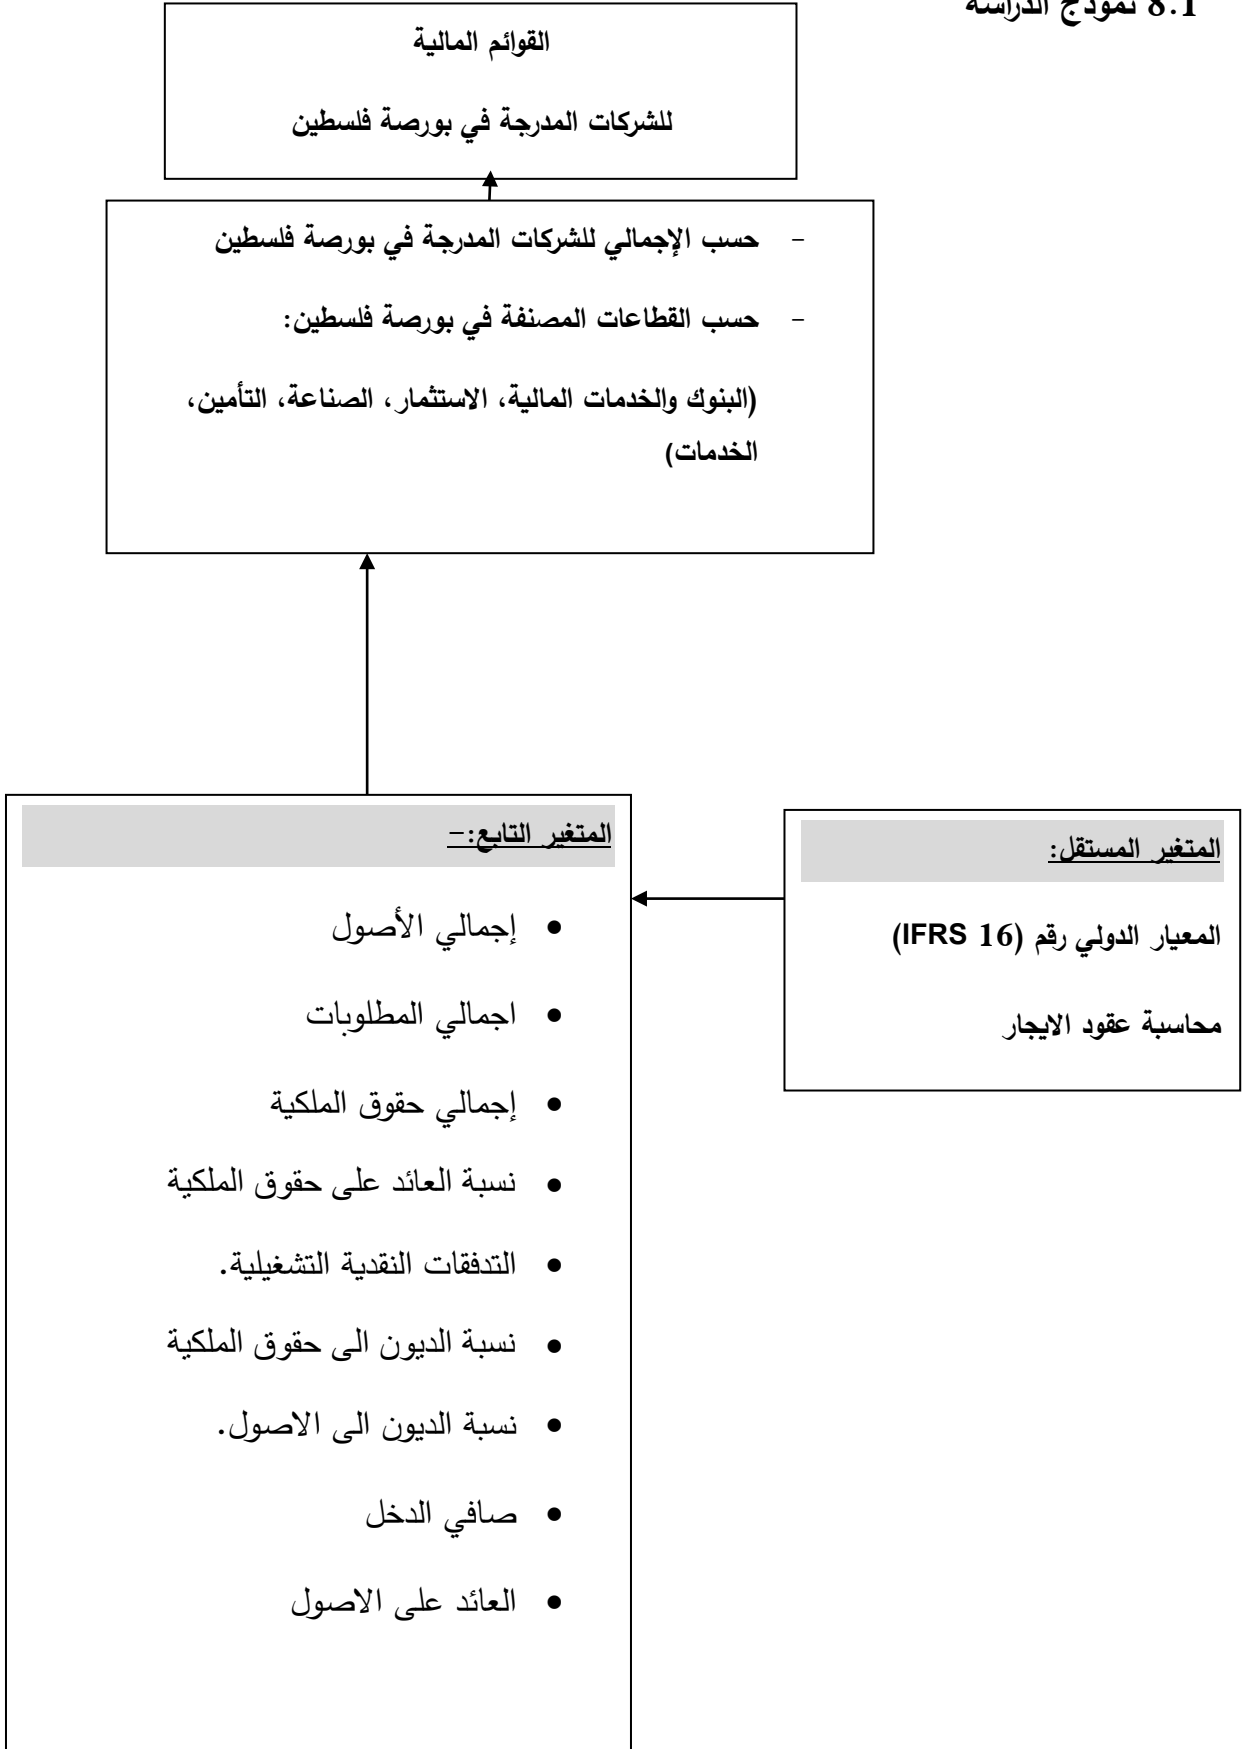 8.1 نموذج الدراسة
القوائم المالية
للشركات المدرجة في بورصة فلسطين
- حسب الإجمالي للشركات المدرجة في بورصة فلسطين
- حسب القطاعات المصنفة في بورصة فلسطين:
(البنوك والخدمات المالية، الاستثمار، الصناعة، التأمين،
الخدمات)
المتغير المستقل:
المعيار الدولي رقم (IFRS 16)
محاسبة عقود الايجار
المتغير التابع:-
• إجمالي الأصول
• اجمالي المطلوبات
• إجمالي حقوق الملكية
• نسبة العائد على حقوق الملكية
• التدفقات النقدية التشغيلية.
• نسبة الديون الى حقوق الملكية
• نسبة الديون الى الاصول.
• صافي الدخل
• العائد على الاصول